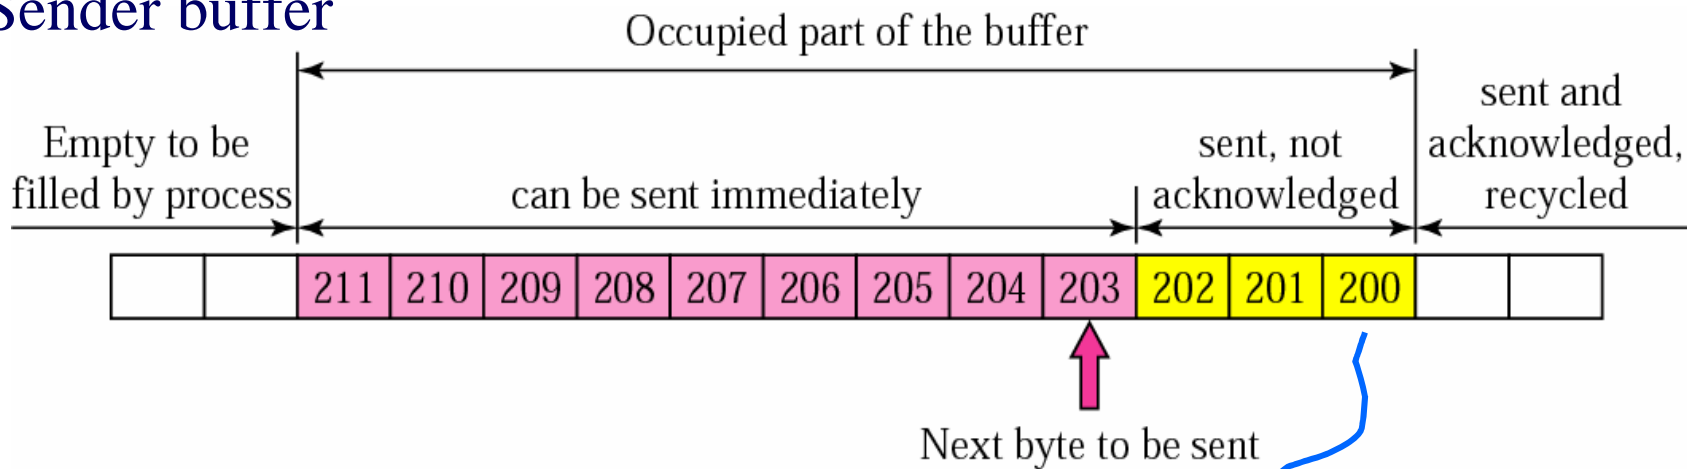 Sender buffer
Occupied part of the buffer
Empty to be
filled by process
can be sent immediately
sent, not
acknowledged
sent and
acknowledged,
recycled
211 210 209 208 207 206 205 204 203 202 201 200
Next byte to be sent